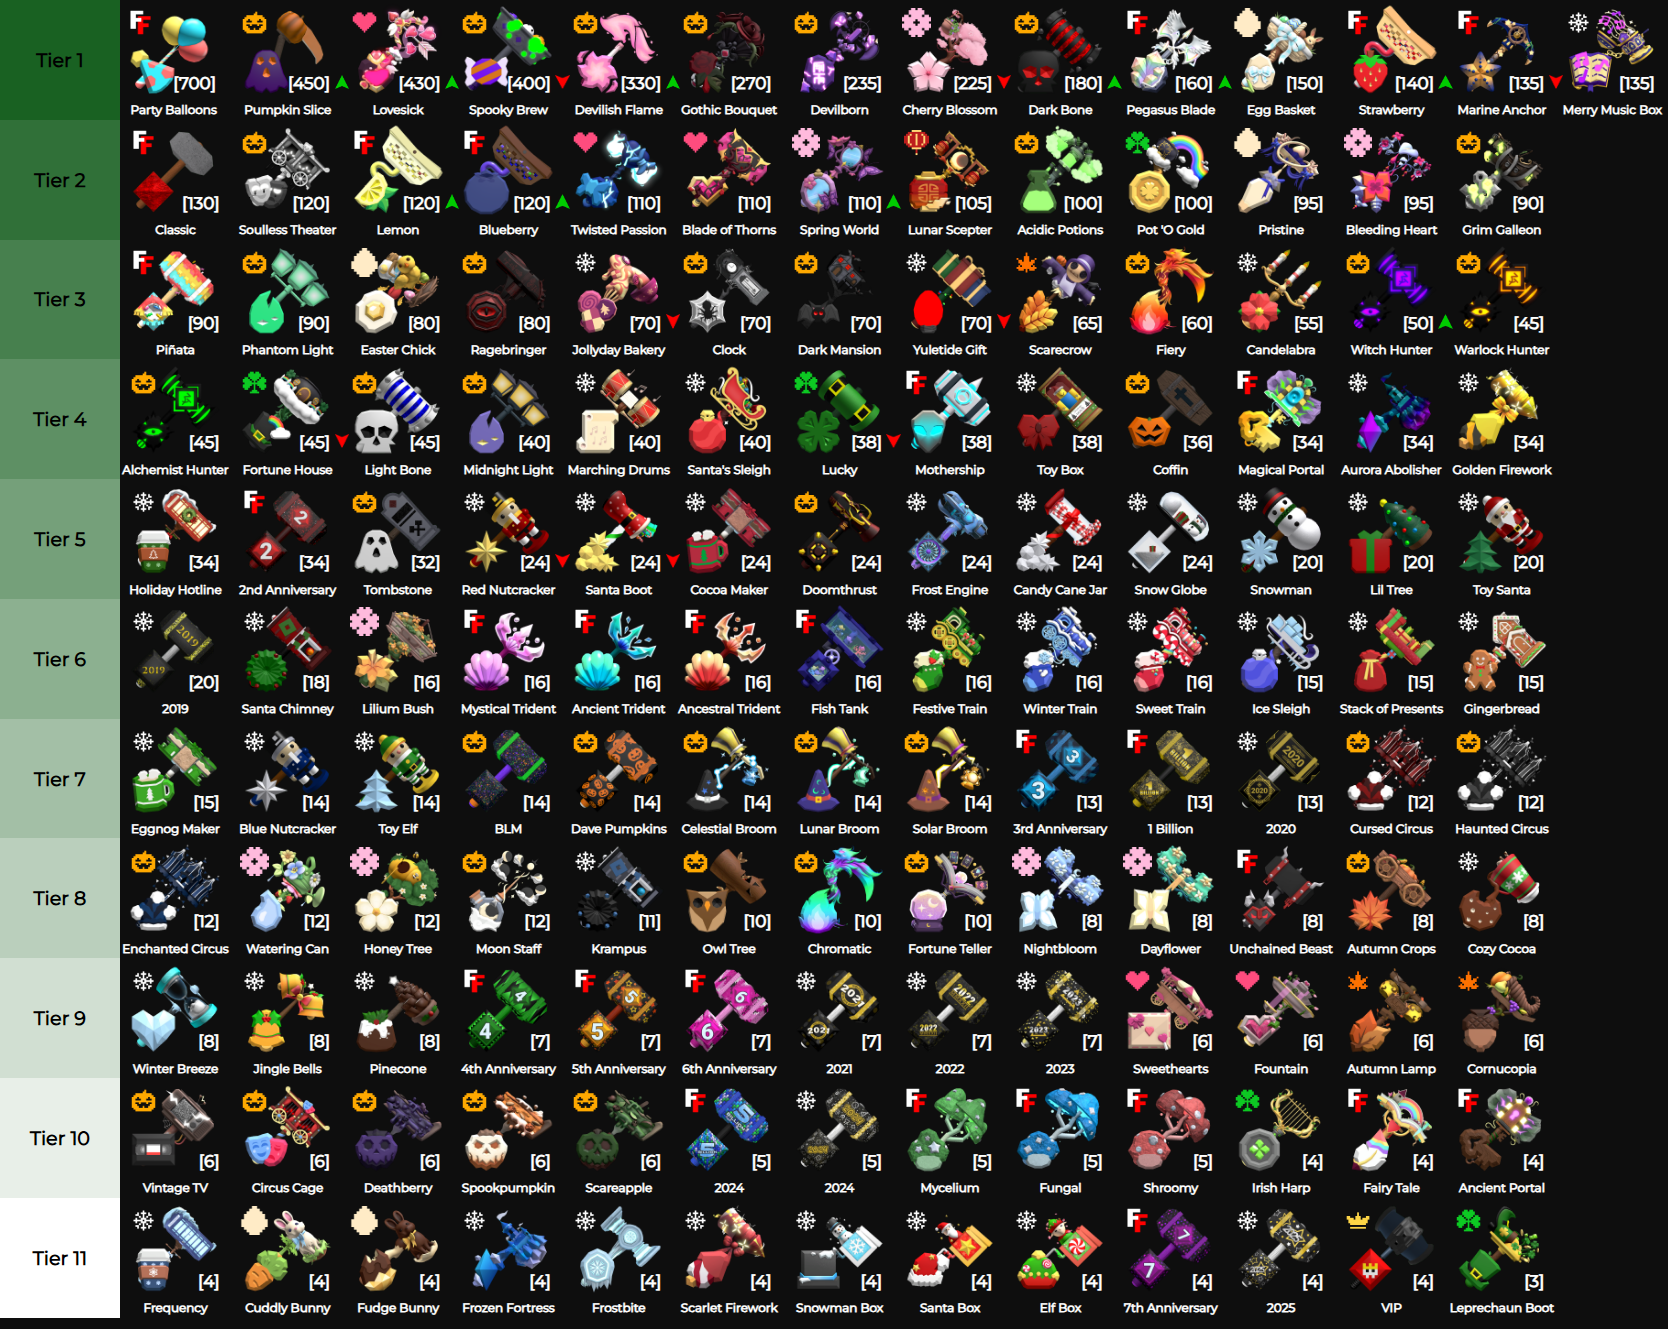 Tier 1
[700] [450] [430] [400] [330] [270] [235] [225] [180] [160] [150] [140] [135] [135]
Party Balloons Pumpkin Slice Lovesick Spooky Brew Devilish Flame Gothic Bouquet Devilborn Cherry Blossom Dark Bone Pegasus Blade Egg Basket Strawberry Marine Anchor Merry Music Box
Tier 2
[130] [120] [120] [120] [110] [110] [110] [105] [100] [100] [95] [95] [90]
Classic Soulless Theater Lemon Blueberry Twisted Passion Blade of Thorns Spring World Lunar Scepter Acidic Potions Pot 'O Gold Pristine Bleeding Heart Grim Galleon
Tier 3
[90] [90] [80] [80] [70] [70] [70] [70] [65] [60] [55] [50] [45]
Piñata Phantom Light Easter Chick Ragebringer Jollyday Bakery Clock Dark Mansion Yuletide Gift Scarecrow Fiery Candelabra Witch Hunter Warlock Hunter
Tier 4
[45] [45] [45] [40] [40] [40] [38] [38] [38] [36] [34] [34] [34]
Alchemist Hunter Fortune House Light Bone Midnight Light Marching Drums Santa's Sleigh Lucky Mothership Toy Box Coffin Magical Portal Aurora Abolisher Golden Firework
Tier 5
[34] [34] [32] [24] [24] [24] [24] [24] [24] [24] [20] [20] [20]
Holiday Hotline 2nd Anniversary Tombstone Red Nutcracker Santa Boot Cocoa Maker Doomthrust Frost Engine Candy Cane Jar Snow Globe Snowman Lil Tree Toy Santa
Tier 6
[20] [18] [16] [16] [16] [16] [16] [16] [16] [16] [15] [15] [15]
2019 Santa Chimney Lilium Bush Mystical Trident Ancient Trident Ancestral Trident Fish Tank Festive Train Winter Train Sweet Train Ice Sleigh Stack of Presents Gingerbread
Tier 7
[15] [14] [14] [14] [14] [14] [14] [14] [13] [13] [13] [12] [12]
Eggnog Maker Blue Nutcracker Toy Elf BLM Dave Pumpkins Celestial Broom Lunar Broom Solar Broom 3rd Anniversary 1 Billion 2020 Cursed Circus Haunted Circus
Tier 8
[12] [12] [12] [12] [11] [10] [10] [10] [8] [8] [8] [8] [8]
Enchanted Circus Watering Can Honey Tree Moon Staff Krampus Owl Tree Chromatic Fortune Teller Nightbloom Dayflower Unchained Beast Autumn Crops Cozy Cocoa
Tier 9
[8] [8] [8] [7] [7] [7] [7] [7] [7] [6] [6] [6] [6]
Winter Breeze Jingle Bells Pinecone 4th Anniversary 5th Anniversary 6th Anniversary 2021 2022 2023 Sweethearts Fountain Autumn Lamp Cornucopia
Tier 10
[6] [6] [6] [6] [6] [5] [5] [5] [5] [5] [4] [4] [4]
Vintage TV Circus Cage Deathberry Spookpumpkin Scareapple 2024 2024 Mycelium Fungal Shroomy Irish Harp Fairy Tale Ancient Portal
Tier 11
[4] [4] [4] [4] [4] [4] [4] [4] [4] [4] [4] [4] [3]
Frequency Cuddly Bunny Fudge Bunny Frozen Fortress Frostbite Scarlet Firework Snowman Box Santa Box Elf Box 7th Anniversary 2025 VIP Leprechaun Boot